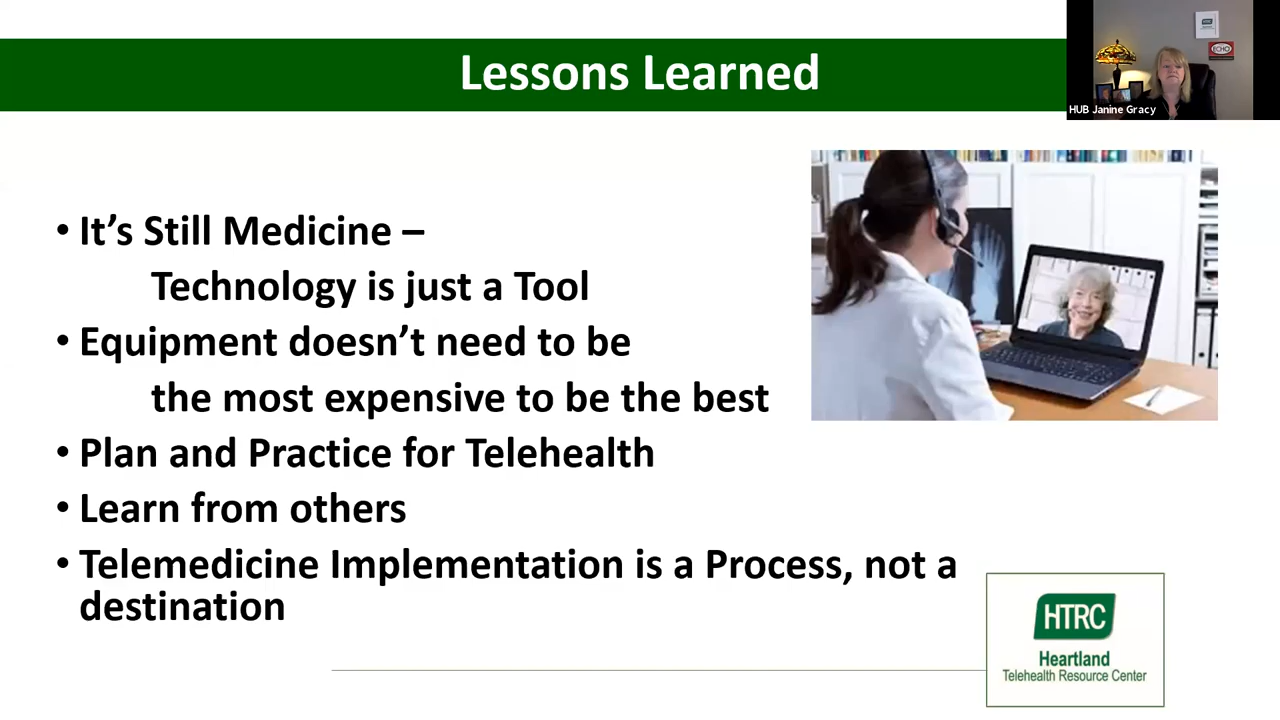 Lessons Learned
HUB Janine Gracy
ECHO
• It’s Still Medicine –
Technology is just a Tool
• Equipment doesn’t need to be
the most expensive to be the best
• Plan and Practice for Telehealth
• Learn from others
• Telemedicine Implementation is a Process, not a
destination
HTRC
Heartland
Telehealth Resource Center